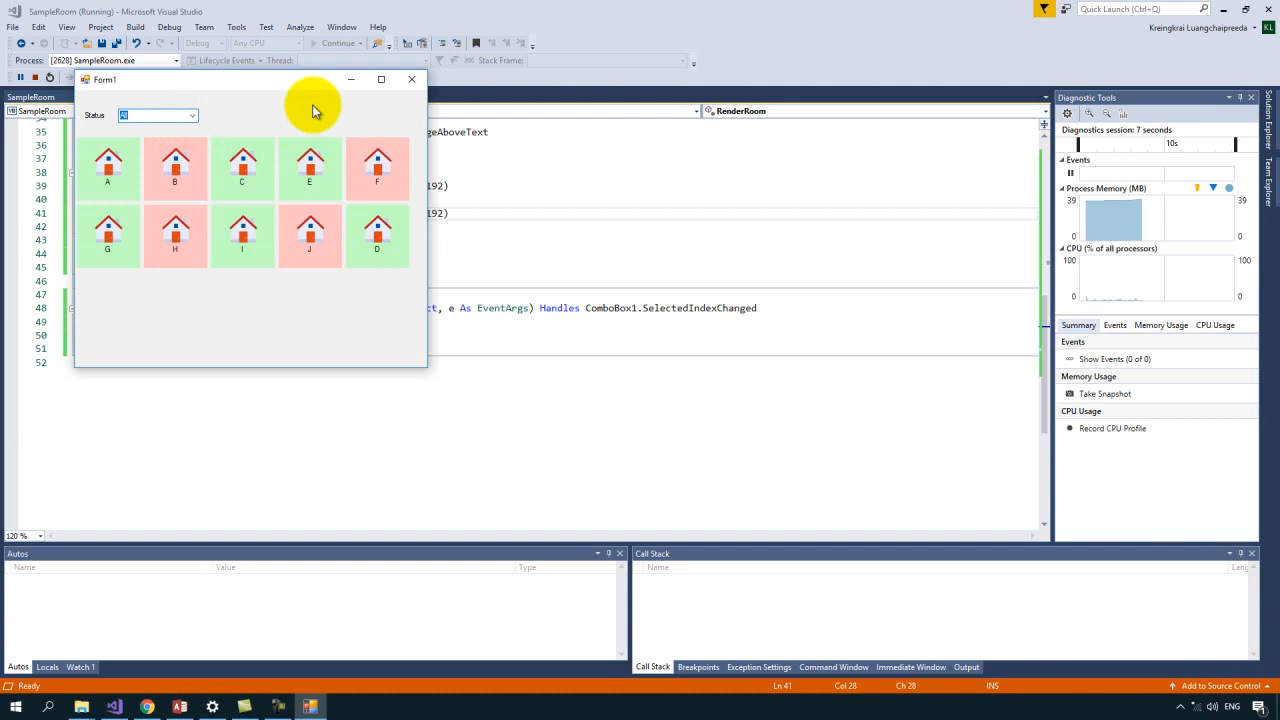 SampleRoom (Running) - Microsoft Visual Studio
Quick Launch (Ctrl+Q)
File Edit View Project Build Debug Team Tools Test Analyze Window Help
Kreingkrai Luangchaipreeda KL
Debug Any CPU Continue
Process: [2628] SampleRoom.exe Lifecycle Events Thread: Stack Frame:
Form1
SampleRoom
SampleRoom RenderRoom
Status All
34
35 geAboveText
36
37
38
39 192)
40
41 192)
42
43
44
45
46
47
48 ct, e As EventArgs) Handles ComboBox1.SelectedIndexChanged
49
50
51
52
A B C E F
G H I J D
120 %
Diagnostic Tools
Diagnostics session: 7 seconds
10s
Events
Process Memory (MB)
39 39
0 0
CPU (% of all processors)
100 100
0 0
Summary Events Memory Usage CPU Usage
Events
Show Events (0 of 0)
Memory Usage
Take Snapshot
CPU Usage
Record CPU Profile
Solution Explorer
Team Explorer
Autos
Name Value Type
Autos Locals Watch 1
Call Stack
Name Lang
Call Stack Breakpoints Exception Settings Command Window Immediate Window Output
Ready Ln 41 Col 28 Ch 28 INS Add to Source Control
ENG
1